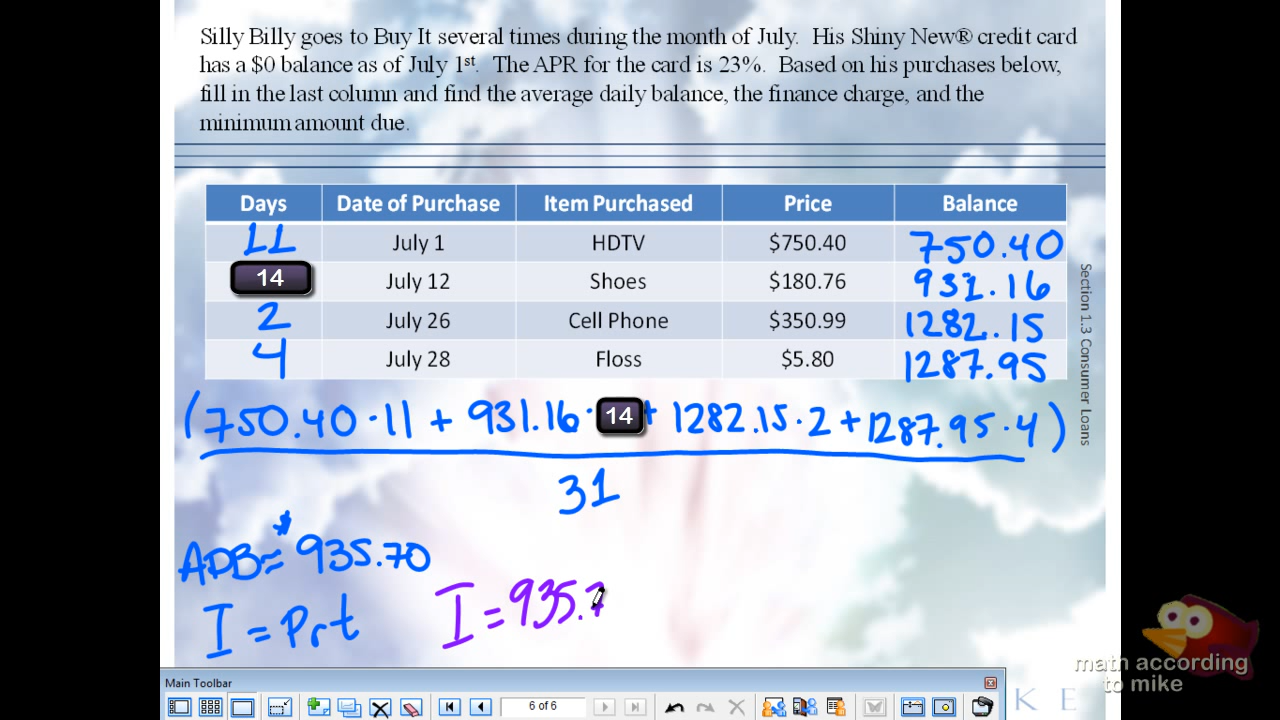 Silly Billy goes to Buy It several times during the month of July. His Shiny New® credit card
has a $0 balance as of July 1st. The APR for the card is 23%. Based on his purchases below,
fill in the last column and find the average daily balance, the finance charge, and the
minimum amount due.
Days Date of Purchase Item Purchased Price Balance
11 July 1 HDTV $750.40 750.40
14 July 12 Shoes $180.76 931.16
2 July 26 Cell Phone $350.99 1282.15
4 July 28 Floss $5.80 1287.95
Section 1.3 Consumer Loans
(750.40·11 + 931.16·14 + 1282.15·2 + 1287.95·4)
31
ADB≈ $935.70
I = Prt I = 935.7
math according
to mike
Main Toolbar
6 of 6
K E